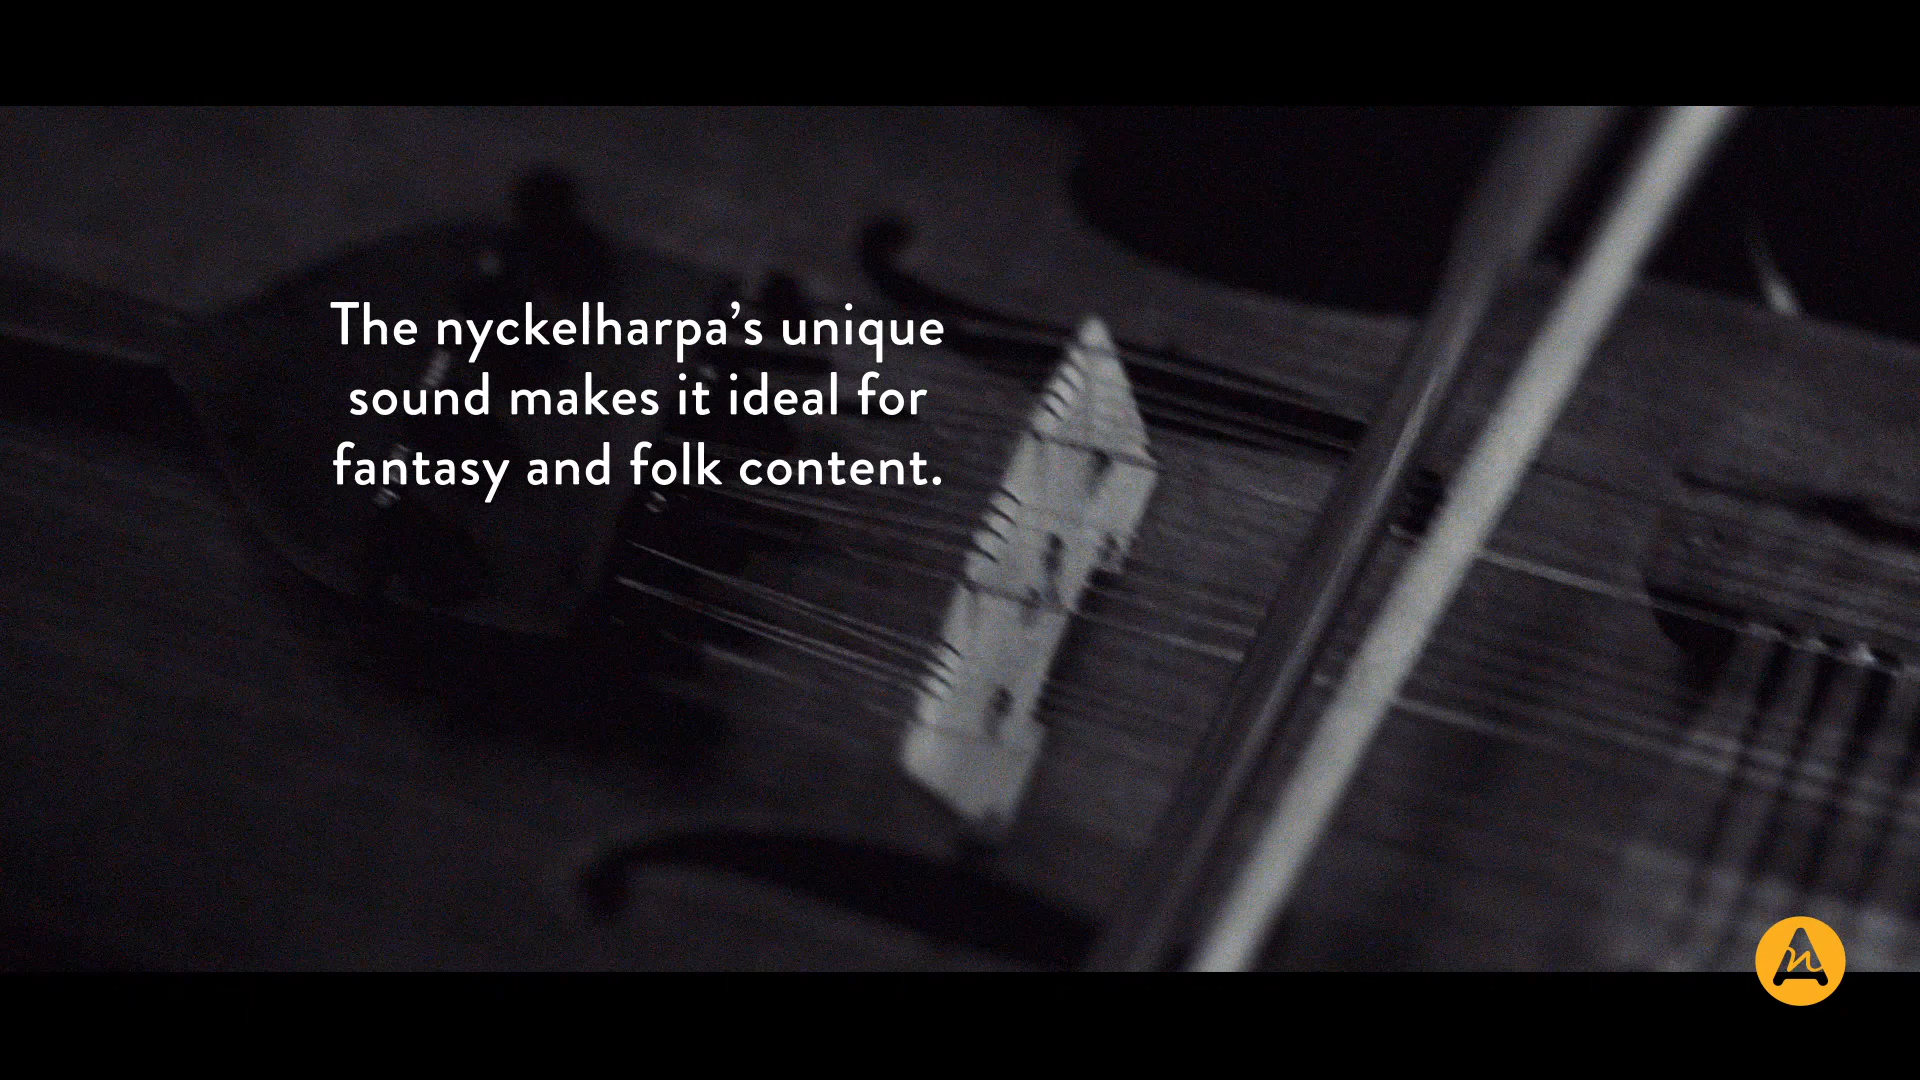 The nyckelharpa’s unique
sound makes it ideal for
fantasy and folk content.